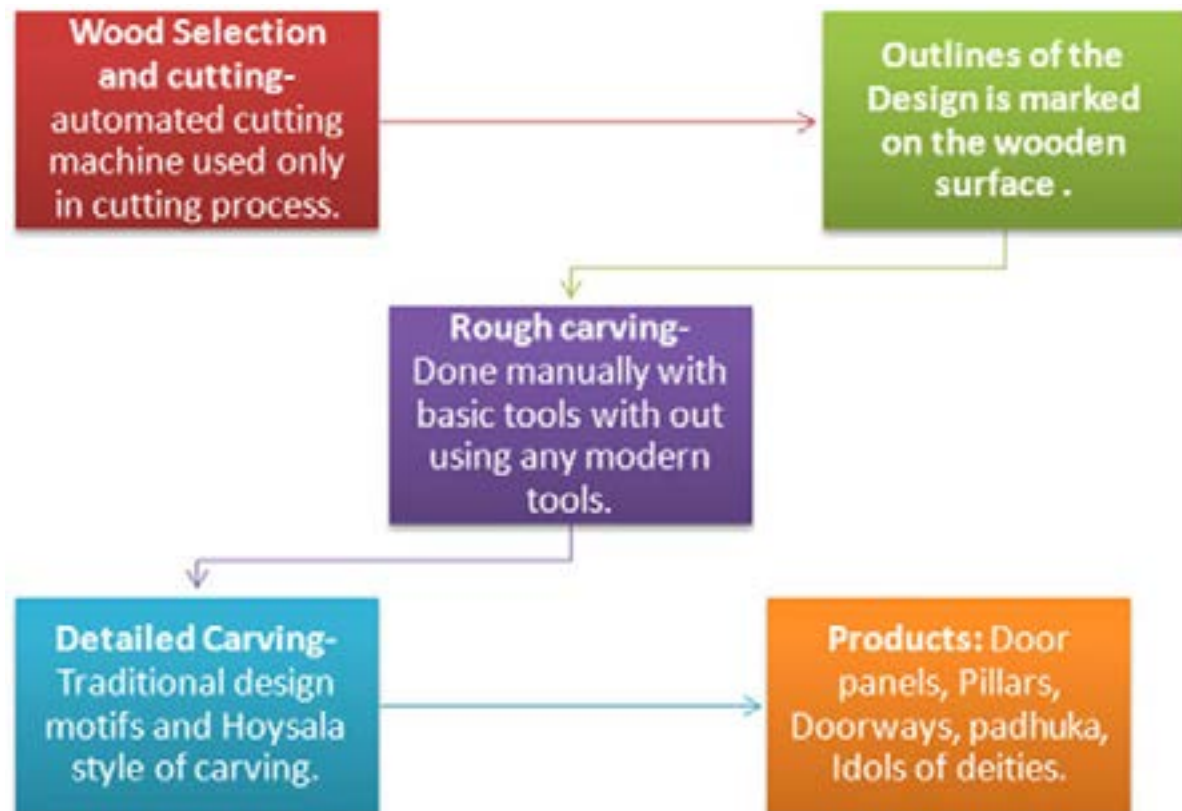 Wood Selection
and cutting-
automated cutting
machine used only
in cutting process.
Outlines of the
Design is marked
on the wooden
surface .
Rough carving-
Done manually with
basic tools with out
using any modern
tools.
Detailed Carving-
Traditional design
motifs and Hoysala
style of carving.
Products: Door
panels, Pillars,
Doorways, padhuka,
Idols of deities.